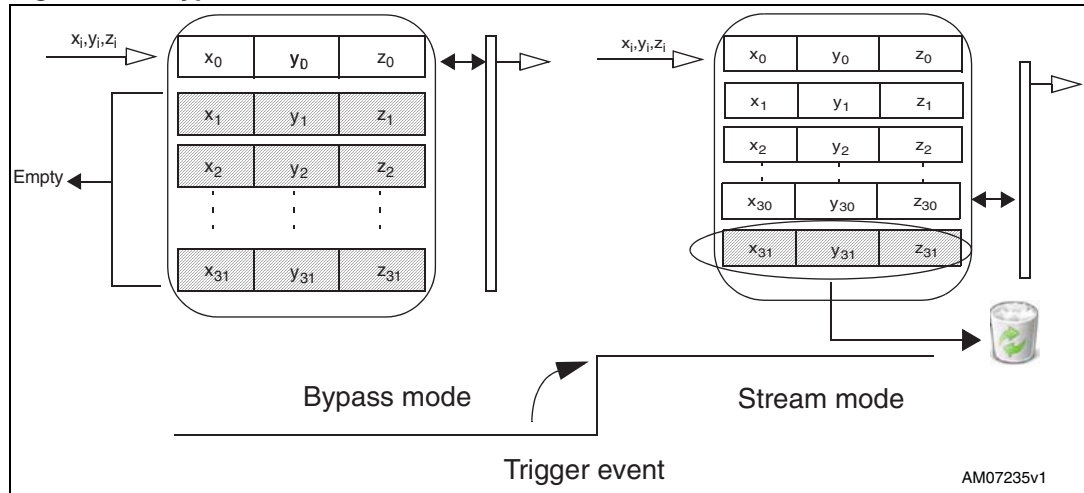 xi,yi,zi
x0 y0 z0
x1 y1 z1
x2 y2 z2
x31 y31 z31
Empty
xi,yi,zi
x0 y0 z0
x1 y1 z1
x2 y2 z2
x30 y30 z30
x31 y31 z31
Bypass mode
Stream mode
Trigger event
AM07235v1